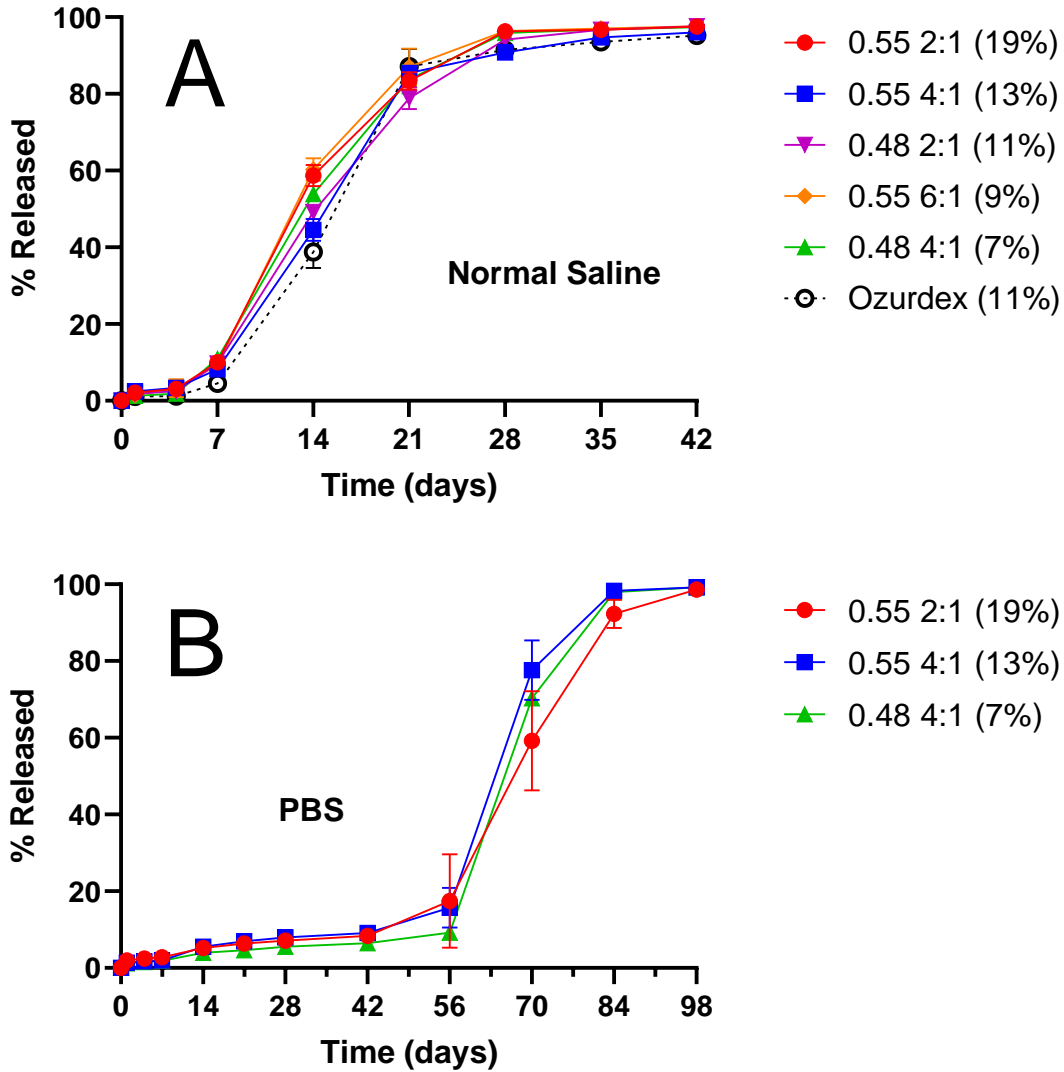 A
100
80
60
40
20
0
% Released
Normal Saline
0 7 14 21 28 35 42
Time (days)
0.55 2:1 (19%)
0.55 4:1 (13%)
0.48 2:1 (11%)
0.55 6:1 (9%)
0.48 4:1 (7%)
Ozurdex (11%)
B
100
80
60
40
20
0
% Released
PBS
0 14 28 42 56 70 84 98
Time (days)
0.55 2:1 (19%)
0.55 4:1 (13%)
0.48 4:1 (7%)